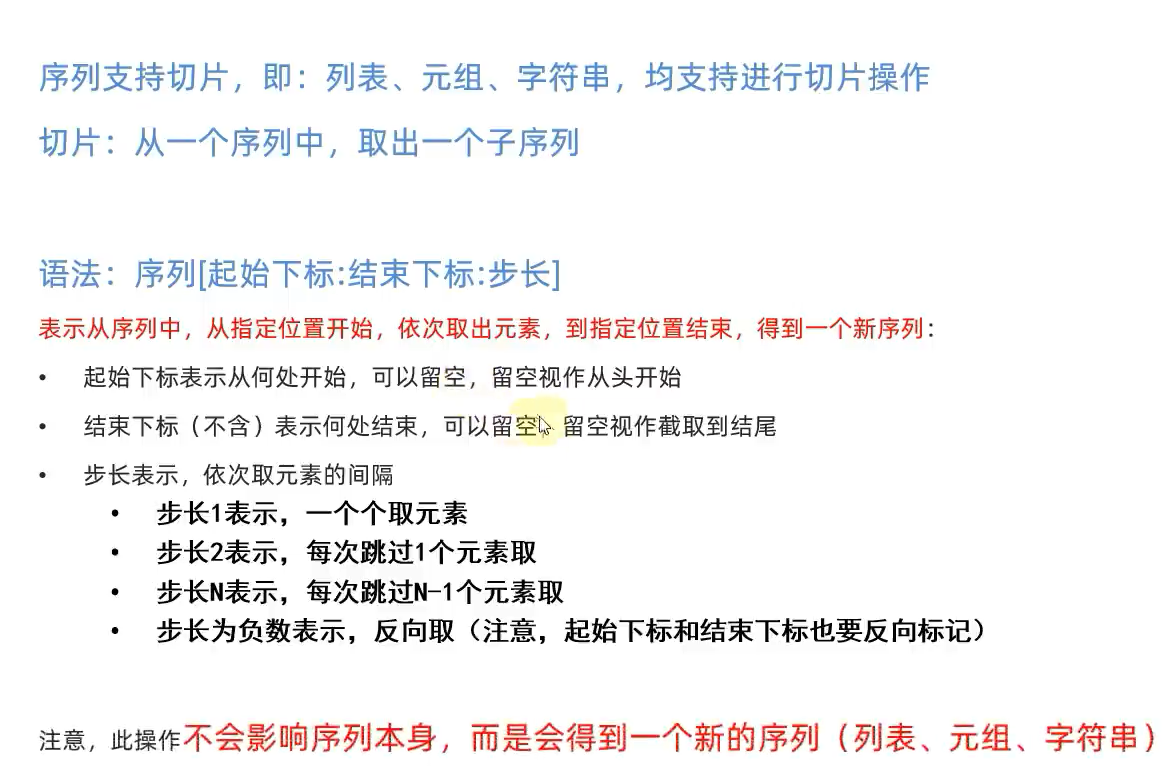 序列支持切片，即：列表、元组、字符串，均支持进行切片操作
切片：从一个序列中，取出一个子序列
语法：序列[起始下标:结束下标:步长]
表示从序列中，从指定位置开始，依次取出元素，到指定位置结束，得到一个新序列：
• 起始下标表示从何处开始，可以留空，留空视作从头开始
• 结束下标（不含）表示何处结束，可以留空，留空视作截取到结尾
• 步长表示，依次取元素的间隔
• 步长1表示，一个个取元素
• 步长2表示，每次跳过1个元素取
• 步长N表示，每次跳过N-1个元素取
• 步长为负数表示，反向取（注意，起始下标和结束下标也要反向标记）
注意，此操作不会影响序列本身，而是会得到一个新的序列（列表、元组、字符串）